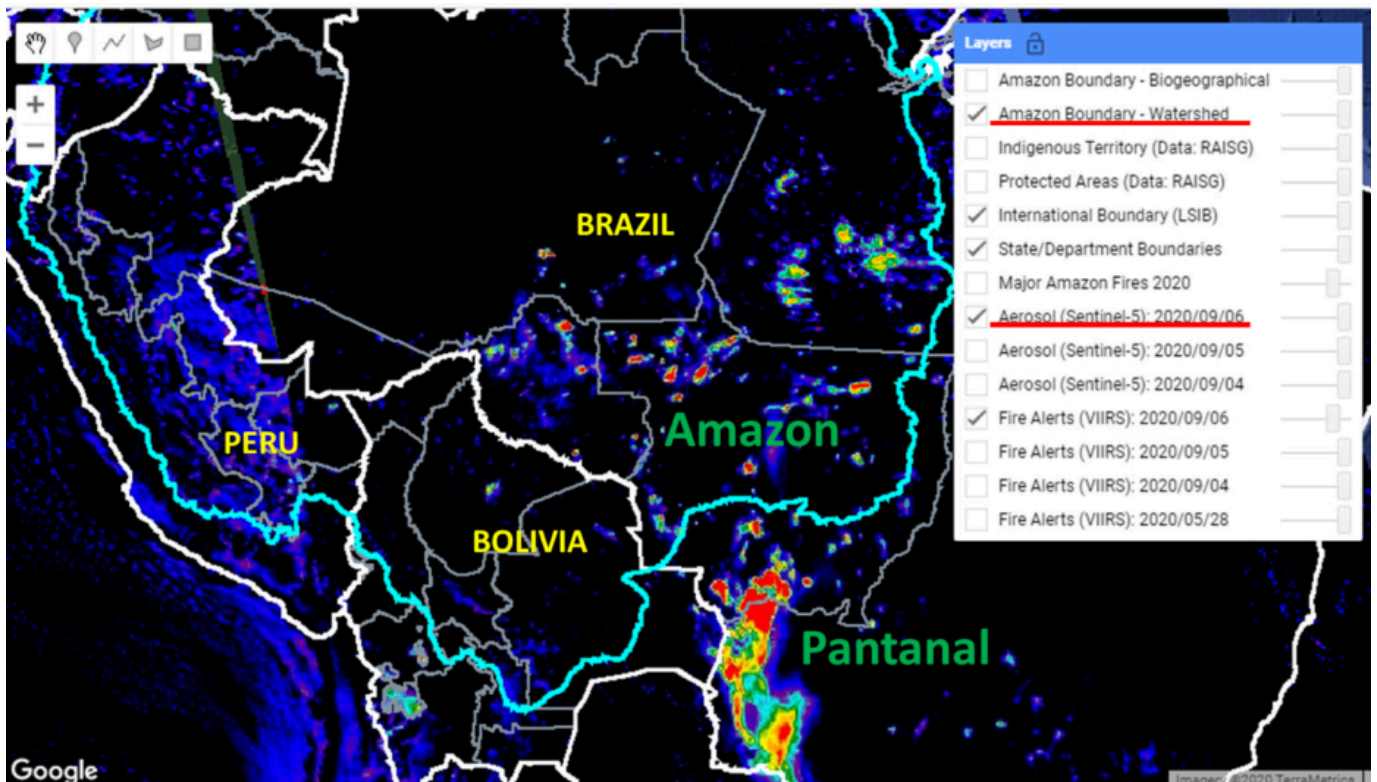 Layers
Amazon Boundary - Biogeographical
Amazon Boundary - Watershed
Indigenous Territory (Data: RAISG)
Protected Areas (Data: RAISG)
International Boundary (LSIB)
State/Department Boundaries
Major Amazon Fires 2020
Aerosol (Sentinel-5): 2020/09/06
Aerosol (Sentinel-5): 2020/09/05
Aerosol (Sentinel-5): 2020/09/04
Fire Alerts (VIIRS): 2020/09/06
Fire Alerts (VIIRS): 2020/09/05
Fire Alerts (VIIRS): 2020/09/04
Fire Alerts (VIIRS): 2020/05/28
+
−
BRAZIL
Amazon
PERU
BOLIVIA
Pantanal
Google
Imagery ©2020 TerraMetrics